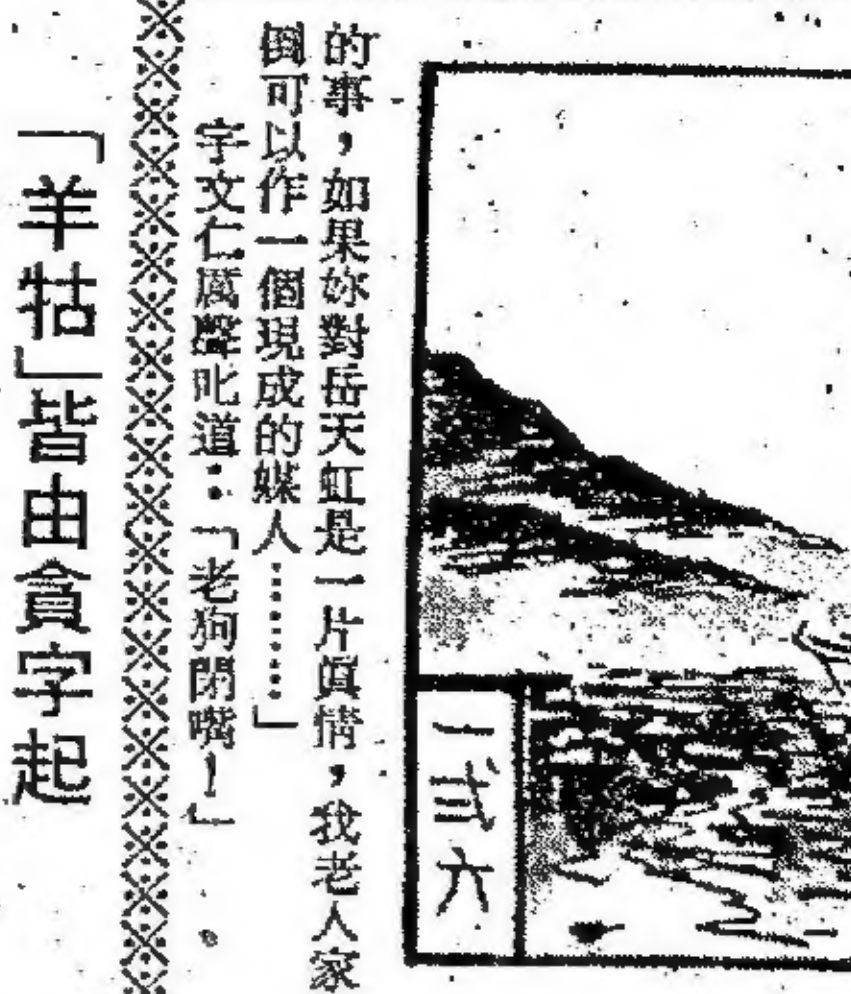 一弍六
的事，如果妳對岳天虹是一片眞情，我老人家
倒可以作一個現成的媒人………」
字文仁厲聲叱道：「老狗閉嘴！」
「羊牯」皆由貪字起